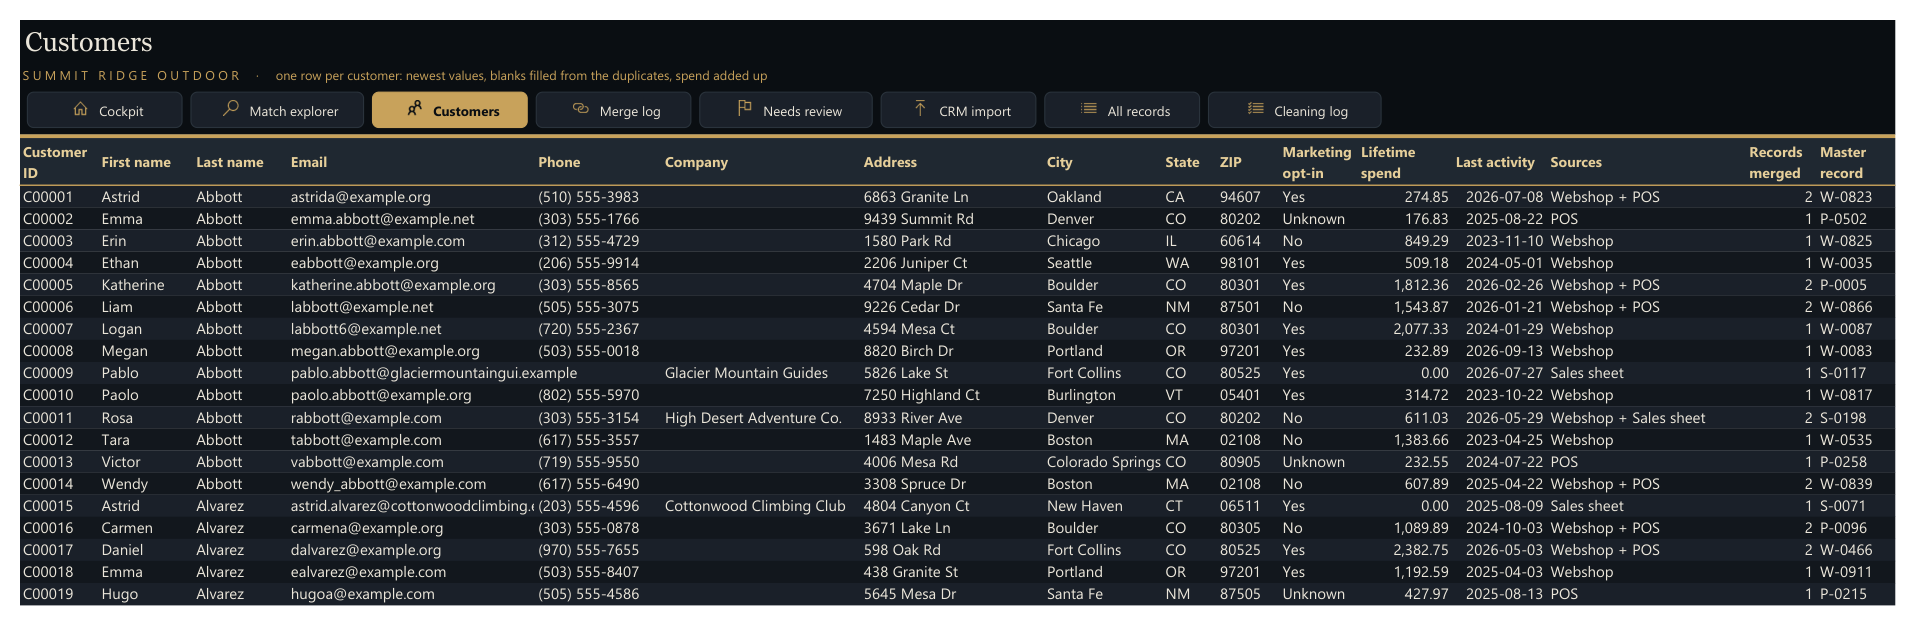 Customers
SUMMIT RIDGE OUTDOOR · one row per customer: newest values, blanks filled from the duplicates, spend added up
Cockpit Match explorer Customers Merge log Needs review CRM import All records Cleaning log
Customer ID First name Last name Email Phone Company Address City State ZIP Marketing opt-in Lifetime spend Last activity Sources Records merged Master record
C00001 Astrid Abbott astrida@example.org (510) 555-3983 6863 Granite Ln Oakland CA 94607 Yes 274.85 2026-07-08 Webshop + POS 2 W-0823
C00002 Emma Abbott emma.abbott@example.net (303) 555-1766 9439 Summit Rd Denver CO 80202 Unknown 176.83 2025-08-22 POS 1 P-0502
C00003 Erin Abbott erin.abbott@example.com (312) 555-4729 1580 Park Rd Chicago IL 60614 No 849.29 2023-11-10 Webshop 1 W-0825
C00004 Ethan Abbott eabbott@example.org (206) 555-9914 2206 Juniper Ct Seattle WA 98101 Yes 509.18 2024-05-01 Webshop 1 W-0035
C00005 Katherine Abbott katherine.abbott@example.org (303) 555-8565 4704 Maple Dr Boulder CO 80301 Yes 1,812.36 2026-02-26 Webshop + POS 2 P-0005
C00006 Liam Abbott labbott@example.net (505) 555-3075 9226 Cedar Dr Santa Fe NM 87501 No 1,543.87 2026-01-21 Webshop + POS 2 W-0866
C00007 Logan Abbott labbott6@example.net (720) 555-2367 4594 Mesa Ct Boulder CO 80301 Yes 2,077.33 2024-01-29 Webshop 1 W-0087
C00008 Megan Abbott megan.abbott@example.org (503) 555-0018 8820 Birch Dr Portland OR 97201 Yes 232.89 2026-09-13 Webshop 1 W-0083
C00009 Pablo Abbott pablo.abbott@glaciermountaingui.example Glacier Mountain Guides 5826 Lake St Fort Collins CO 80525 Yes 0.00 2026-07-27 Sales sheet 1 S-0117
C00010 Paolo Abbott paolo.abbott@example.org (802) 555-5970 7250 Highland Ct Burlington VT 05401 Yes 314.72 2023-10-22 Webshop 1 W-0817
C00011 Rosa Abbott rabbott@example.com (303) 555-3154 High Desert Adventure Co. 8933 River Ave Denver CO 80202 No 611.03 2026-05-29 Webshop + Sales sheet 2 S-0198
C00012 Tara Abbott tabbott@example.com (617) 555-3557 1483 Maple Ave Boston MA 02108 No 1,383.66 2023-04-25 Webshop 1 W-0535
C00013 Victor Abbott vabbott@example.com (719) 555-9550 4006 Mesa Rd Colorado Springs CO 80905 Unknown 232.55 2024-07-22 POS 1 P-0258
C00014 Wendy Abbott wendy_abbott@example.com (617) 555-6490 3308 Spruce Dr Boston MA 02108 No 607.89 2025-04-22 Webshop + POS 2 W-0839
C00015 Astrid Alvarez astrid.alvarez@cottonwoodclimbing. (203) 555-4596 Cottonwood Climbing Club 4804 Canyon Ct New Haven CT 06511 Yes 0.00 2025-08-09 Sales sheet 1 S-0071
C00016 Carmen Alvarez carmena@example.org (303) 555-0878 3671 Lake Ln Boulder CO 80305 No 1,089.89 2024-10-03 Webshop + POS 2 P-0096
C00017 Daniel Alvarez dalvarez@example.org (970) 555-7655 598 Oak Rd Fort Collins CO 80525 Yes 2,382.75 2026-05-03 Webshop + POS 2 W-0466
C00018 Emma Alvarez ealvarez@example.com (503) 555-8407 438 Granite St Portland OR 97201 Yes 1,192.59 2025-04-03 Webshop 1 W-0911
C00019 Hugo Alvarez hugoa@example.com (505) 555-4586 5645 Mesa Dr Santa Fe NM 87505 Unknown 427.97 2025-08-13 POS 1 P-0215